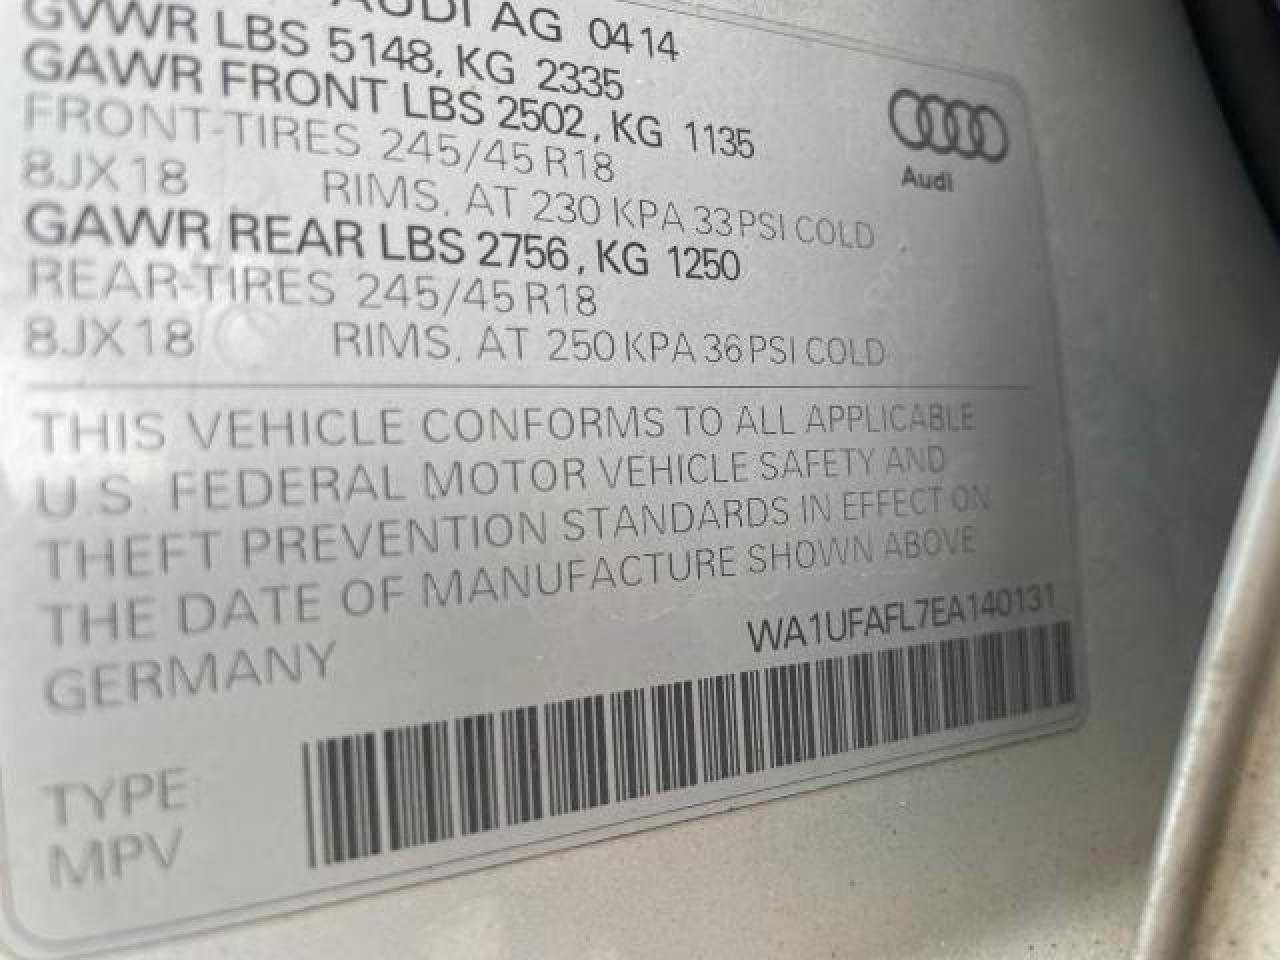 AUDI AG 0414
GVWR LBS 5148, KG 2335
GAWR FRONT LBS 2502, KG 1135
FRONT-TIRES 245/45 R18
8JX18 RIMS, AT 230 KPA 33 PSI COLD
GAWR REAR LBS 2756, KG 1250
REAR-TIRES 245/45 R18
8JX18 RIMS, AT 250 KPA 36 PSI COLD
Audi
THIS VEHICLE CONFORMS TO ALL APPLICABLE
U.S. FEDERAL MOTOR VEHICLE SAFETY AND
THEFT PREVENTION STANDARDS IN EFFECT ON
THE DATE OF MANUFACTURE SHOWN ABOVE
GERMANY
WA1UFAFL7EA140131
TYPE:
MPV